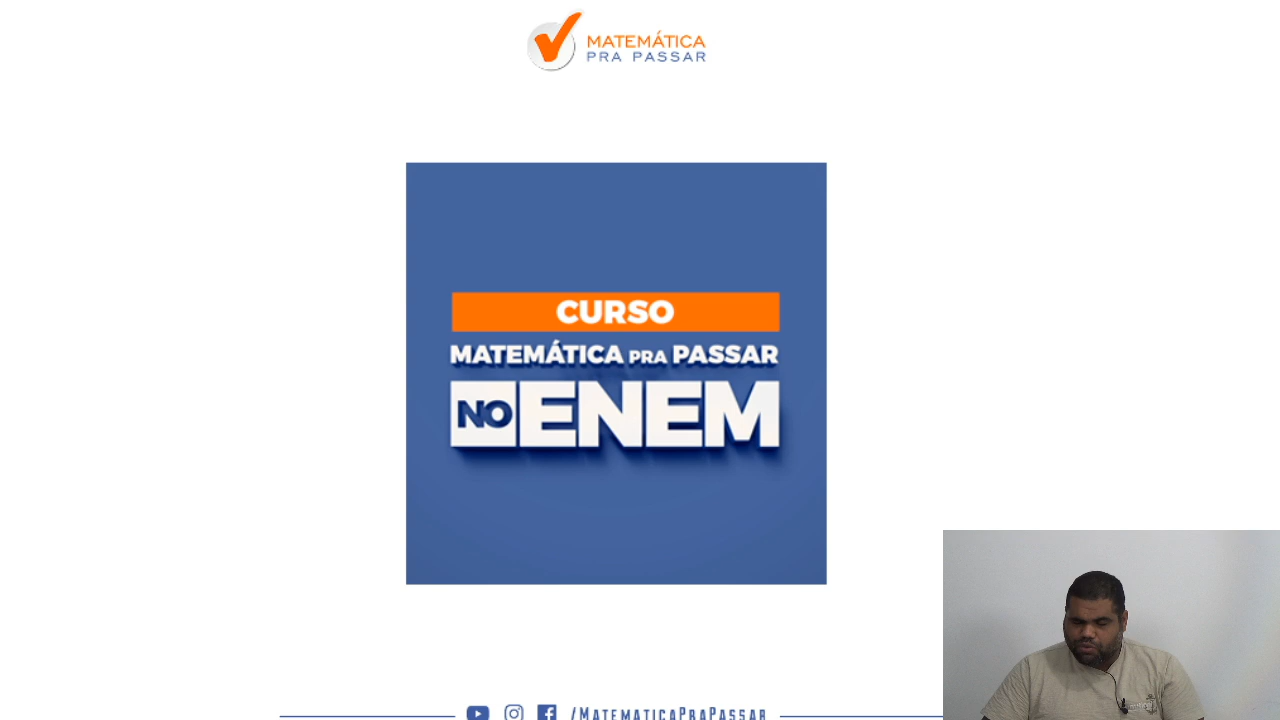 MATEMÁTICA
PRA PASSAR
CURSO
MATEMÁTICA PRA PASSAR
NO ENEM
/MATEMATICAPRAPASSAR